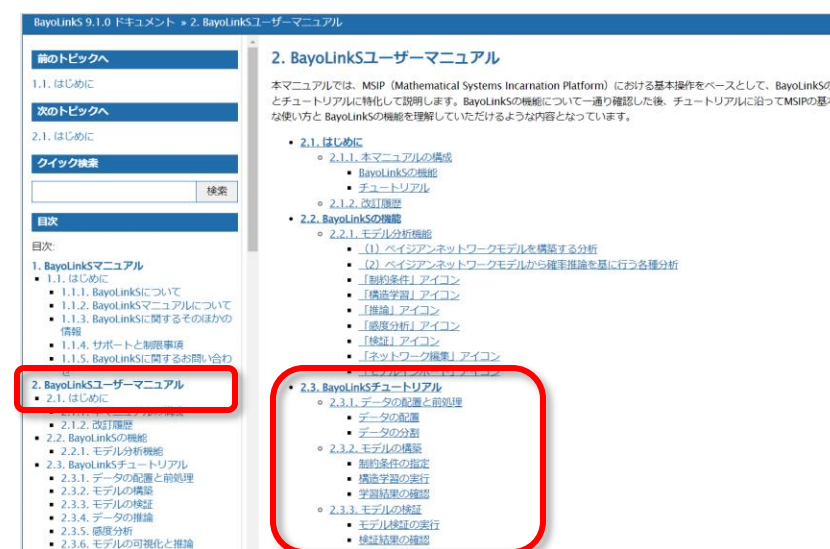 BayoLinkS 9.1.0 ドキュメント » 2. BayoLinkSユーザーマニュアル
前のトピックへ
1.1. はじめに
次のトピックへ
2.1. はじめに
クイック検索
検索
目次
目次:
1. BayoLinkSマニュアル
1.1. はじめに
1.1.1. BayoLinkSについて
1.1.2. BayoLinkSマニュアルについて
1.1.3. BayoLinkSに関するそのほかの
情報
1.1.4. サポートと制限事項
1.1.5. BayoLinkSに関するお問い合わ
せ
2. BayoLinkSユーザーマニュアル
2.1. はじめに
2.1.1. 本マニュアルの構成
2.1.2. 改訂履歴
2.2. BayoLinkSの機能
2.2.1. モデル分析機能
2.3. BayoLinkSチュートリアル
2.3.1. データの配置と前処理
2.3.2. モデルの構築
2.3.3. モデルの検証
2.3.4. データの推論
2.3.5. 感度分析
2.3.6. モデルの可視化と推論
2. BayoLinkSユーザーマニュアル
本マニュアルでは、MSIP（Mathematical Systems Incarnation Platform）における基本操作をベースとして、BayoLinkSの
とチュートリアルに特化して説明します。BayoLinkSの機能について一通り確認した後、チュートリアルに沿ってMSIPの基本
な使い方と BayoLinkSの機能を理解していただけるような内容となっています。
2.1. はじめに
2.1.1. 本マニュアルの構成
BayoLinkSの機能
チュートリアル
2.1.2. 改訂履歴
2.2. BayoLinkSの機能
2.2.1. モデル分析機能
（1）ベイジアンネットワークモデルを構築する分析
（2）ベイジアンネットワークモデルから確率推論を基に行う各種分析
「制約条件」アイコン
「構造学習」アイコン
「推論」アイコン
「感度分析」アイコン
「検証」アイコン
「ネットワーク編集」アイコン
「モデルインポート」アイコン
2.3. BayoLinkSチュートリアル
2.3.1. データの配置と前処理
データの配置
データの分割
2.3.2. モデルの構築
制約条件の指定
構造学習の実行
学習結果の確認
2.3.3. モデルの検証
モデル検証の実行
検証結果の確認